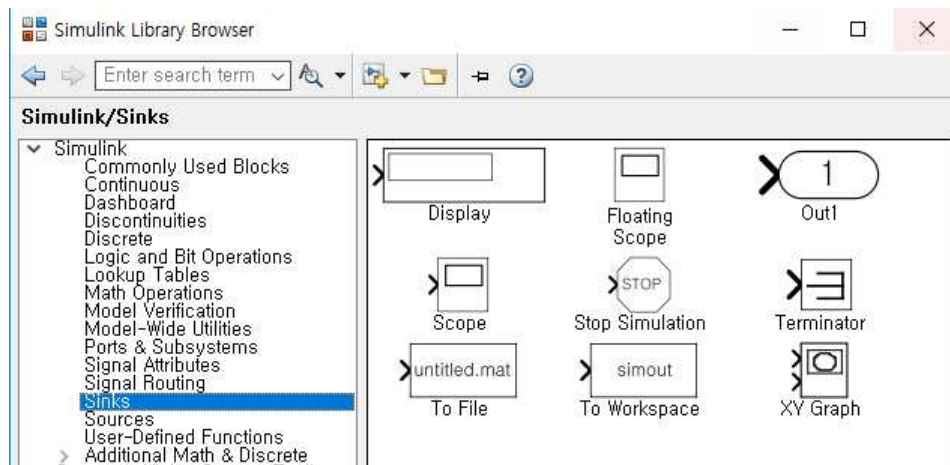 Simulink Library Browser
Enter search term
Simulink/Sinks
Simulink
Commonly Used Blocks
Continuous
Dashboard
Discontinuities
Discrete
Logic and Bit Operations
Lookup Tables
Math Operations
Model Verification
Model-Wide Utilities
Ports & Subsystems
Signal Attributes
Signal Routing
Sinks
Sources
User-Defined Functions
Additional Math & Discrete
Display
Floating
Scope
1
Out1
Scope
STOP
Stop Simulation
Terminator
untitled.mat
To File
simout
To Workspace
XY Graph